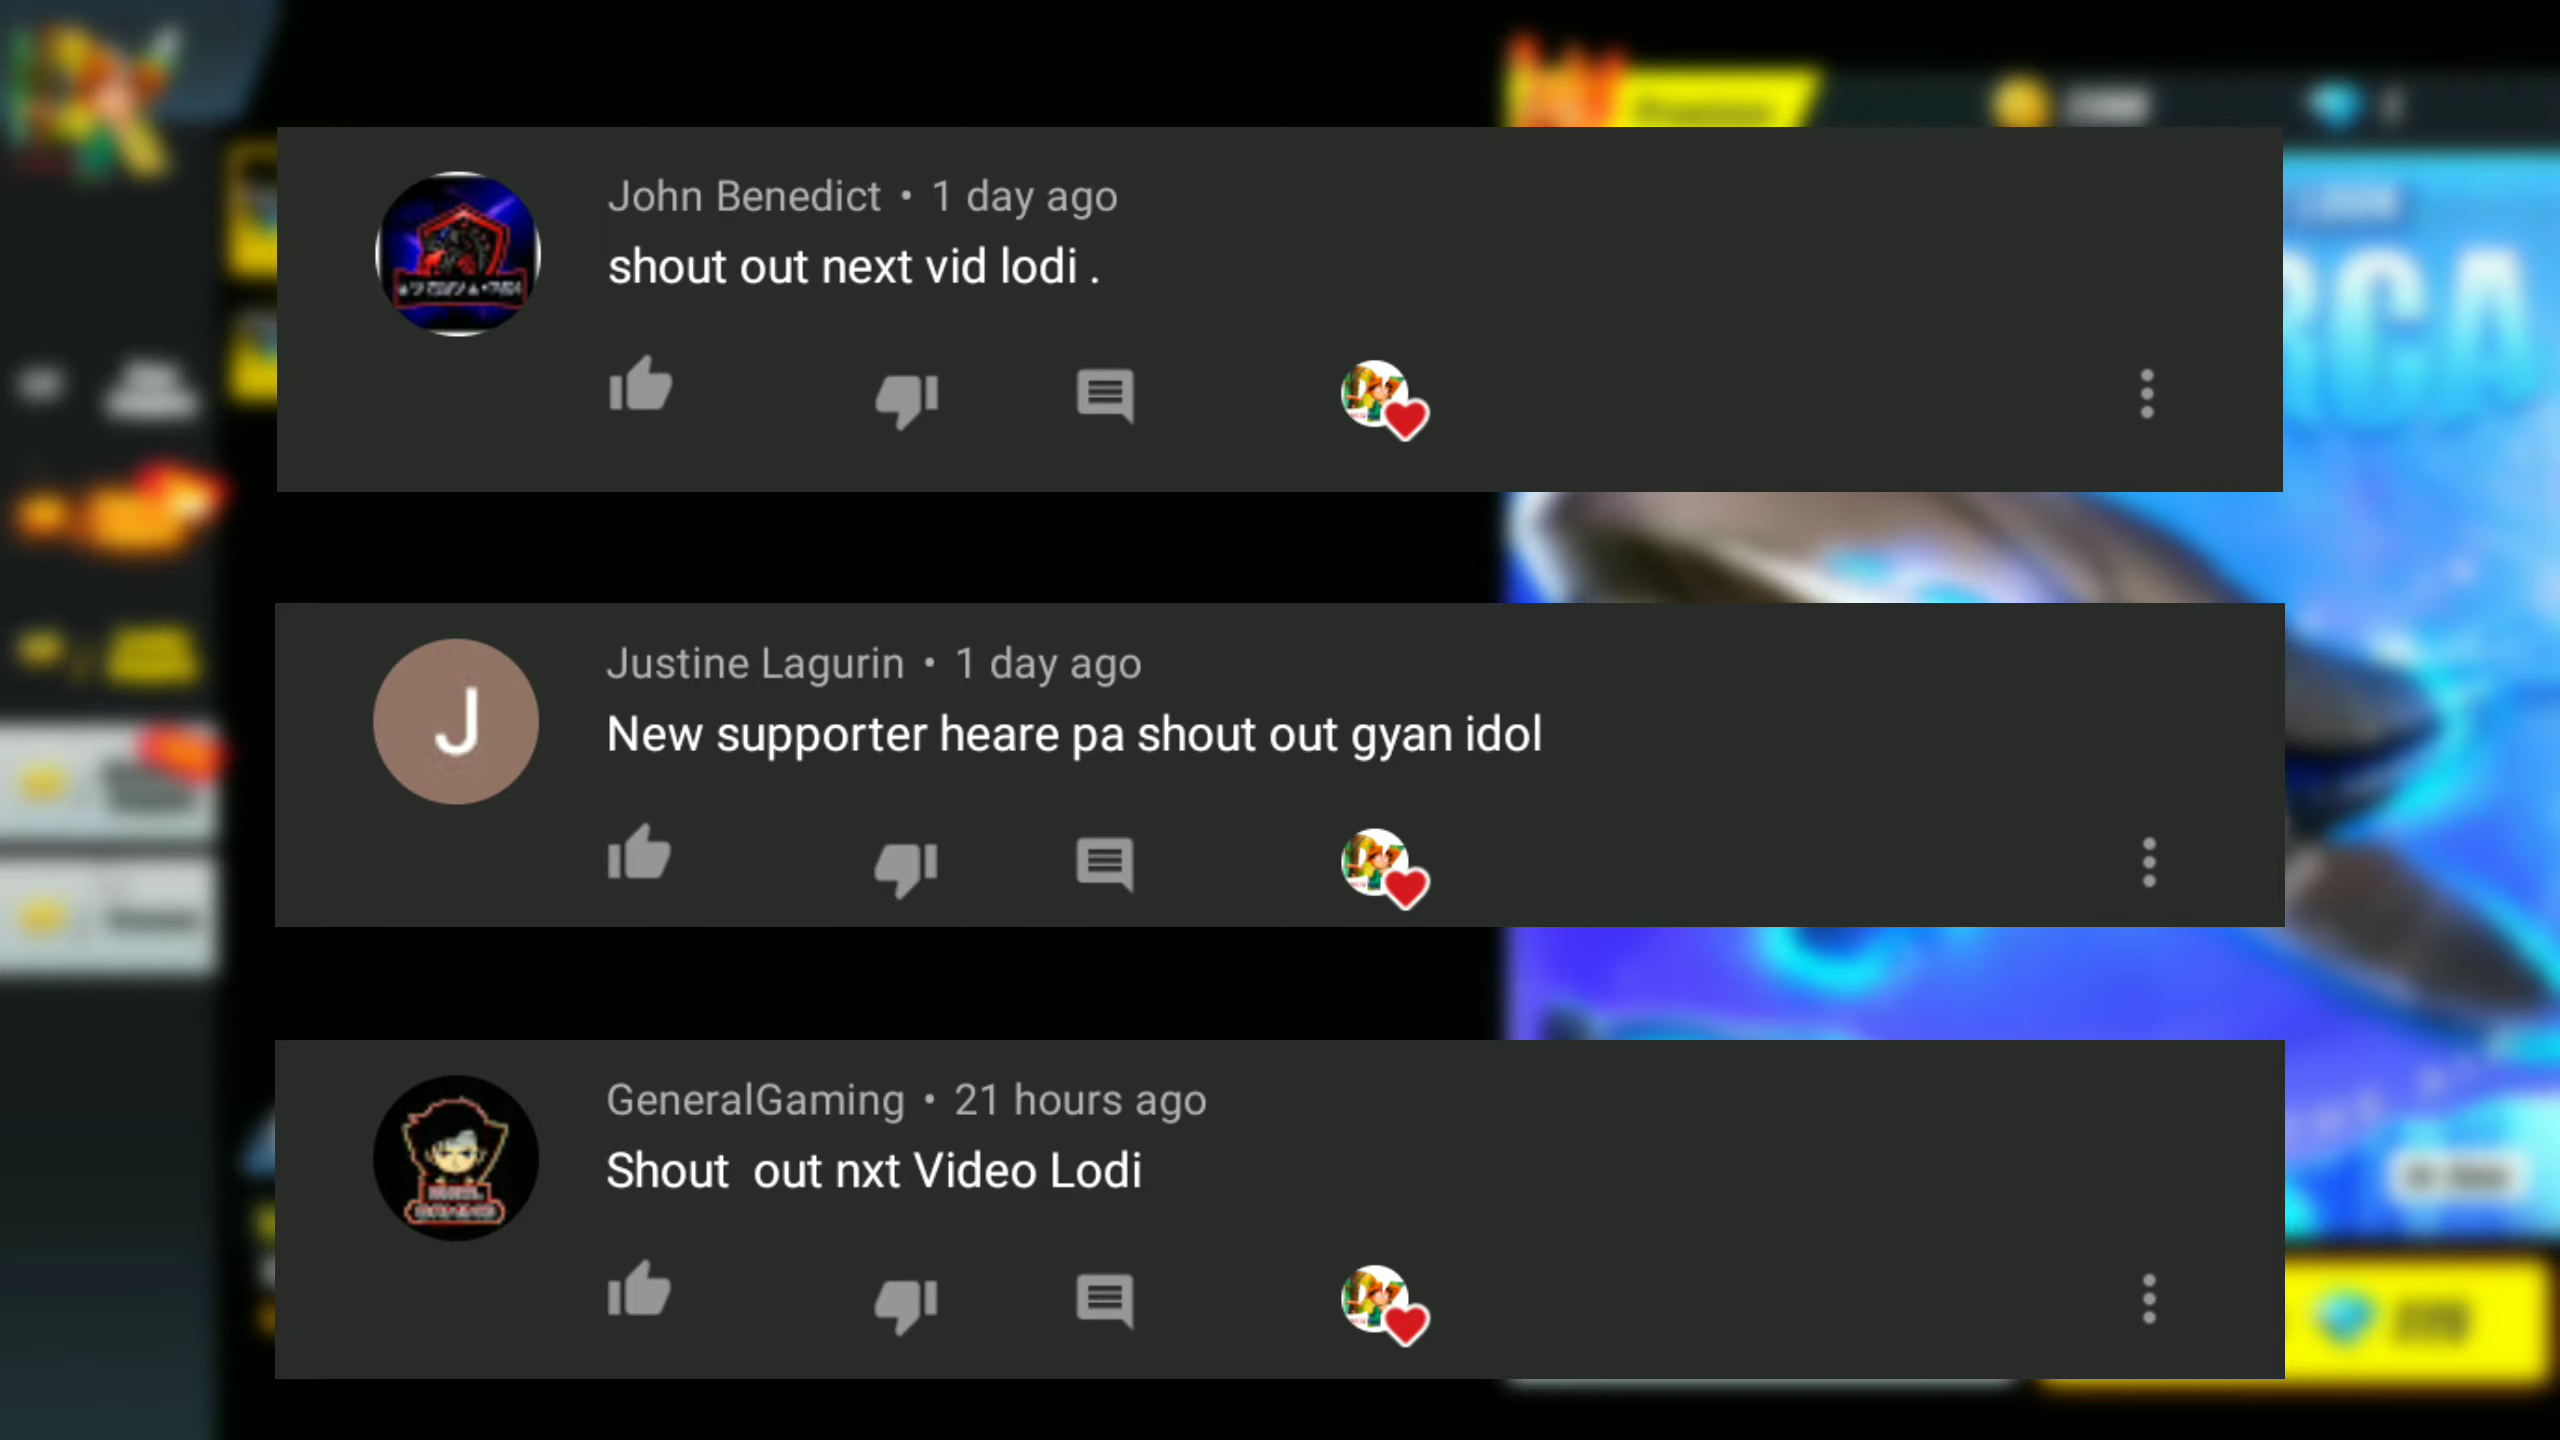 John Benedict • 1 day ago
shout out next vid lodi .
Justine Lagurin • 1 day ago
J
New supporter heare pa shout out gyan idol
GeneralGaming • 21 hours ago
Shout  out nxt Video Lodi